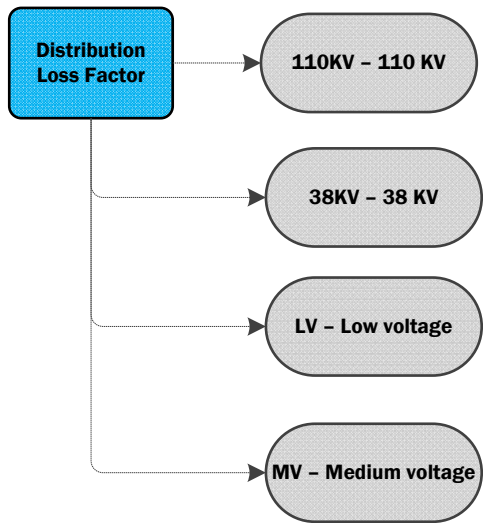 Distribution
Loss Factor
110KV – 110 KV
38KV – 38 KV
LV – Low voltage
MV – Medium voltage